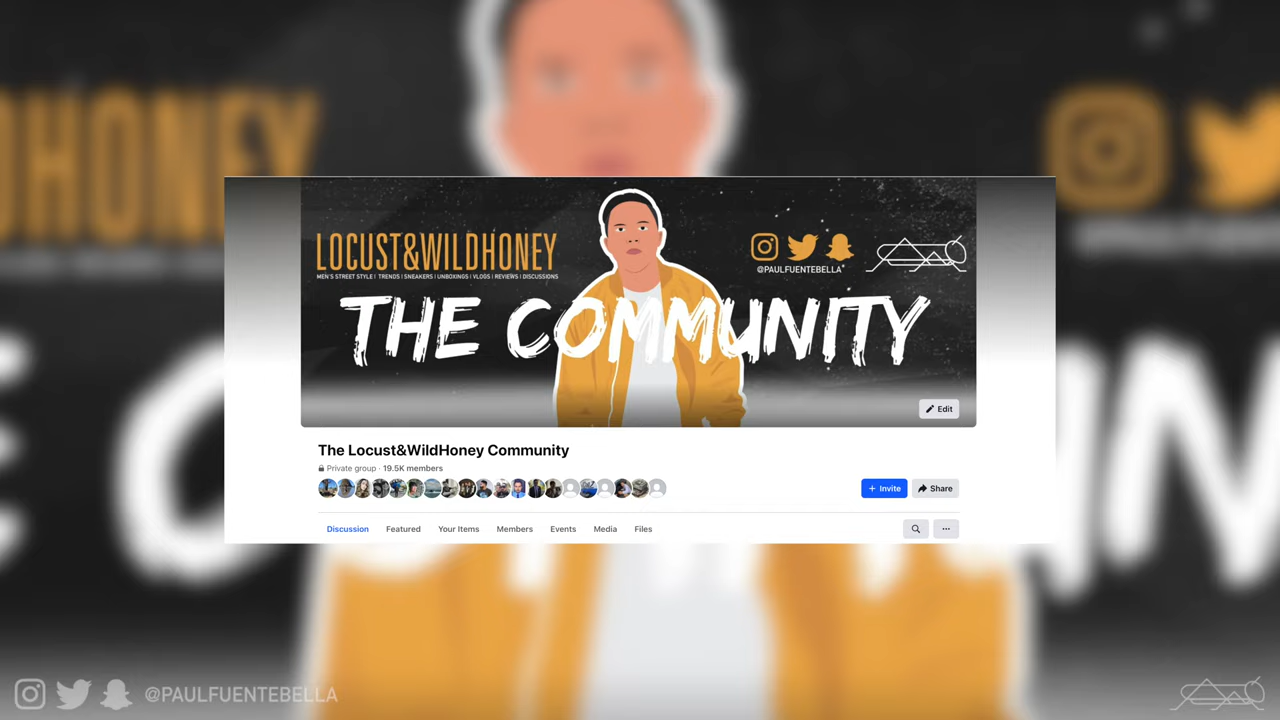 LOCUST&WILDHONEY
MEN'S STREET STYLE | TRENDS | SNEAKERS | UNBOXINGS | VLOGS | REVIEWS | DISCUSSIONS
@PAULFUENTEBELLA
THE COMMUNITY
Edit
The Locust&WildHoney Community
Private group · 19.5K members
+ Invite
Share
Discussion Featured Your Items Members Events Media Files
@PAULFUENTEBELLA